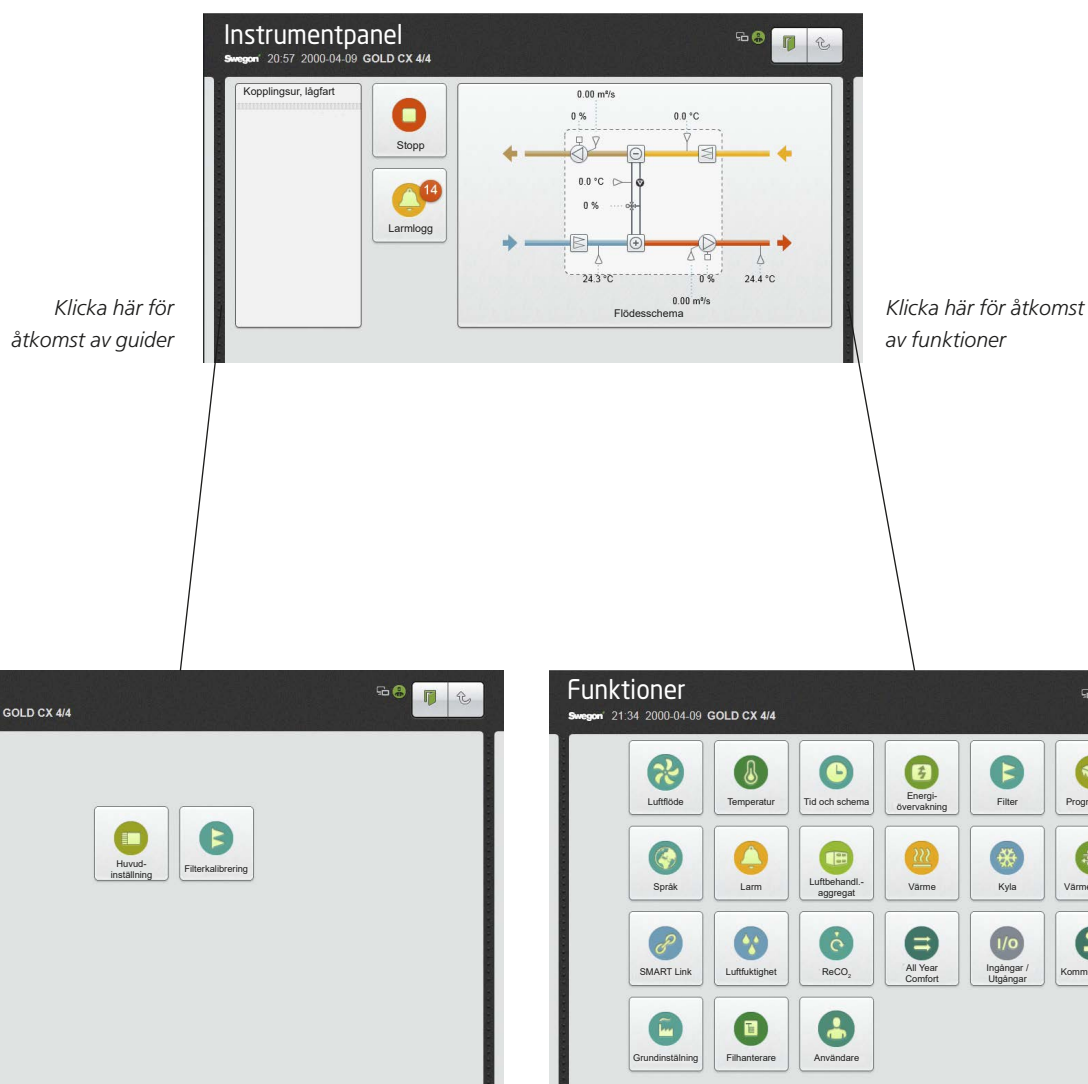 Instrumentpanel
Swegon 20:57 2000-04-09 GOLD CX 4/4
Kopplingsur, lågfart
Stopp
14
Larmlogg
0.00 m³/s
0 %
0.0 °C
0.0 °C
0 %
24.3 °C
0 %
24.4 °C
0.00 m³/s
Flödesschema
Klicka här för
åtkomst av guider
Klicka här för åtkomst
av funktioner
GOLD CX 4/4
Huvud-
inställning
Filterkalibrering
Funktioner
Swegon 21:34 2000-04-09 GOLD CX 4/4
Luftflöde
Temperatur
Tid och schema
Energi-
övervakning
Filter
Språk
Larm
Luftbehandl.-
aggregat
Värme
Kyla
SMART Link
Luftfuktighet
ReCO₂
All Year
Comfort
I/O
Ingångar /
Utgångar
Grundinstälning
Filhanterare
Användare